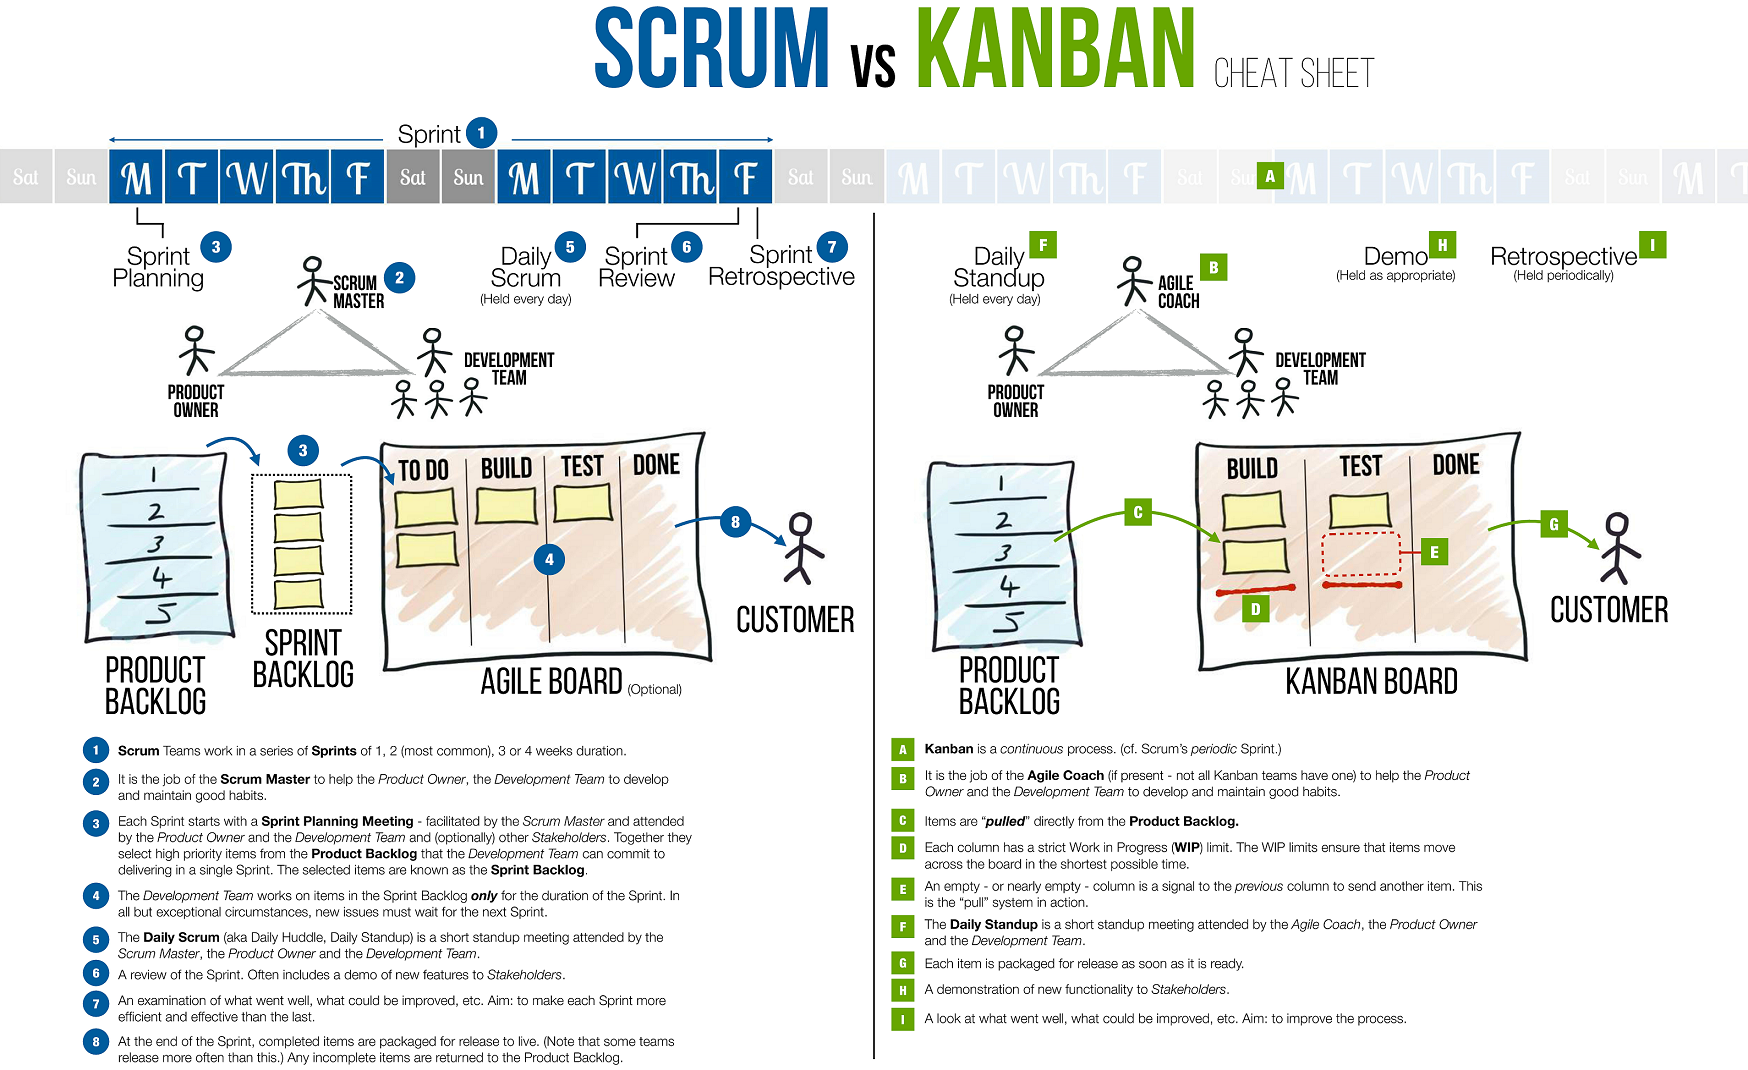 SCRUM VS KANBAN CHEAT SHEET
Sprint 1
Sat Sun M T W Th F Sat Sun M T W Th F Sat Sun M T W Th F Sat Sun A M T W Th F Sat Sun M T
Sprint 3
Planning
SCRUM 2
MASTER
PRODUCT
OWNER
DEVELOPMENT
TEAM
Daily 5
Scrum
(Held every day)
Sprint 6
Review
Sprint 7
Retrospective
3
1
2
3
4
5
PRODUCT
BACKLOG
SPRINT
BACKLOG
TO DO BUILD TEST DONE
4
8
AGILE BOARD (Optional)
CUSTOMER
1 Scrum Teams work in a series of Sprints of 1, 2 (most common), 3 or 4 weeks duration.
2 It is the job of the Scrum Master to help the Product Owner, the Development Team to develop
and maintain good habits.
3 Each Sprint starts with a Sprint Planning Meeting - facilitated by the Scrum Master and attended
by the Product Owner and the Development Team and (optionally) other Stakeholders. Together they
select high priority items from the Product Backlog that the Development Team can commit to
delivering in a single Sprint. The selected items are known as the Sprint Backlog.
4 The Development Team works on items in the Sprint Backlog only for the duration of the Sprint. In
all but exceptional circumstances, new issues must wait for the next Sprint.
5 The Daily Scrum (aka Daily Huddle, Daily Standup) is a short standup meeting attended by the
Scrum Master, the Product Owner and the Development Team.
6 A review of the Sprint. Often includes a demo of new features to Stakeholders.
7 An examination of what went well, what could be improved, etc. Aim: to make each Sprint more
efficient and effective than the last.
8 At the end of the Sprint, completed items are packaged for release to live. (Note that some teams
release more often than this.) Any incomplete items are returned to the Product Backlog.
Daily F
Standup
(Held every day)
AGILE B
COACH
PRODUCT
OWNER
DEVELOPMENT
TEAM
Demo H
(Held as appropriate)
Retrospective I
(Held periodically)
1
2
3
4
5
PRODUCT
BACKLOG
C
BUILD TEST DONE
D
E
G
KANBAN BOARD
CUSTOMER
A Kanban is a continuous process. (cf. Scrum's periodic Sprint.)
B It is the job of the Agile Coach (if present - not all Kanban teams have one) to help the Product
Owner and the Development Team to develop and maintain good habits.
C Items are “pulled” directly from the Product Backlog.
D Each column has a strict Work in Progress (WIP) limit. The WIP limits ensure that items move
across the board in the shortest possible time.
E An empty - or nearly empty - column is a signal to the previous column to send another item. This
is the “pull” system in action.
F The Daily Standup is a short standup meeting attended by the Agile Coach, the Product Owner
and the Development Team.
G Each item is packaged for release as soon as it is ready.
H A demonstration of new functionality to Stakeholders.
I A look at what went well, what could be improved, etc. Aim: to improve the process.